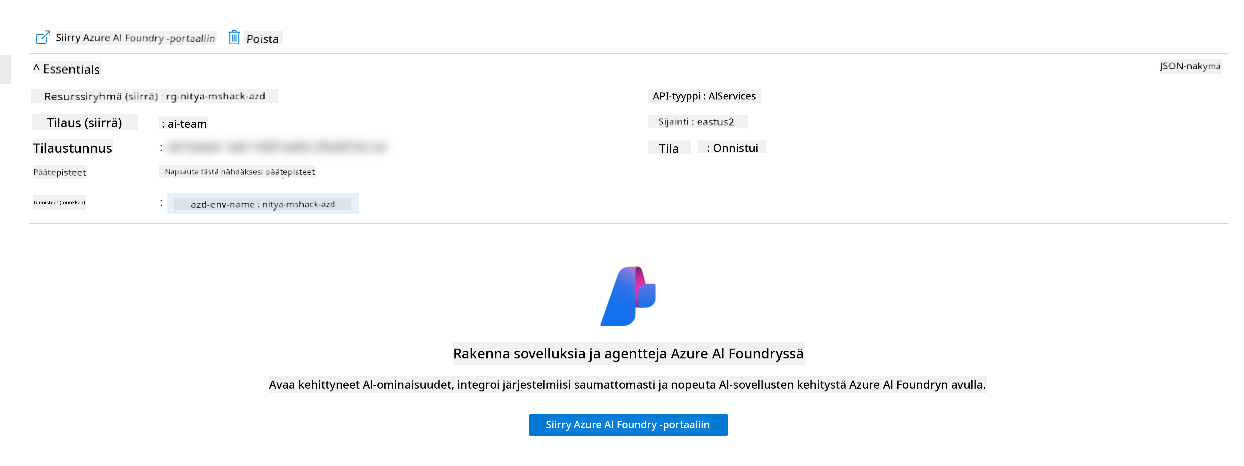 Siirry Azure AI Foundry -portaaliin Poista
^ Essentials JSON-nakyma
Resurssiryhmä (siirrä) : rg-nitya-mshack-azd API-tyyppi : AIServices
Tilaus (siirrä) : ai-team Sijainti : eastus2
Tilaustunnus : Tila : Onnistui
Päätepisteet Napsauta tästä nähdäksesi päätepisteet
: azd-env-name : nitya-mshack-azd
Rakenna sovelluksia ja agentteja Azure AI Foundryssä
Avaa kehittyneet AI-ominaisuudet, integroi järjestelmiisi saumattomasti ja nopeuta AI-sovellusten kehitystä Azure AI Foundryn avulla.
Siirry Azure AI Foundry -portaaliin